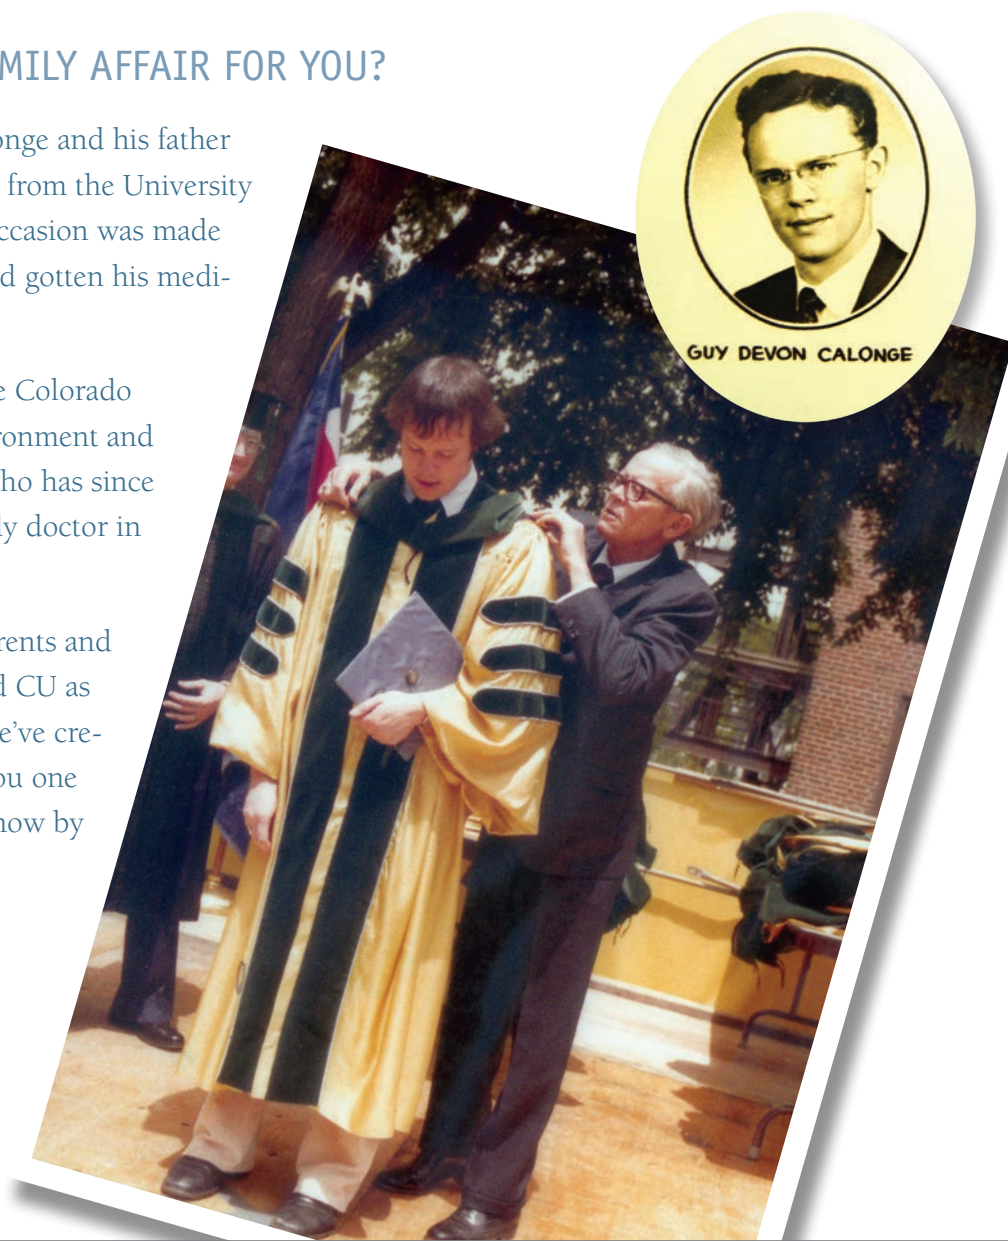 MILY AFFAIR FOR YOU?
onge and his father
from the University
ccasion was made
d gotten his medi-
e Colorado
ronment and
ho has since
ly doctor in
rents and
d CU as
e've cre-
ou one
now by
GUY DEVON CALONGE